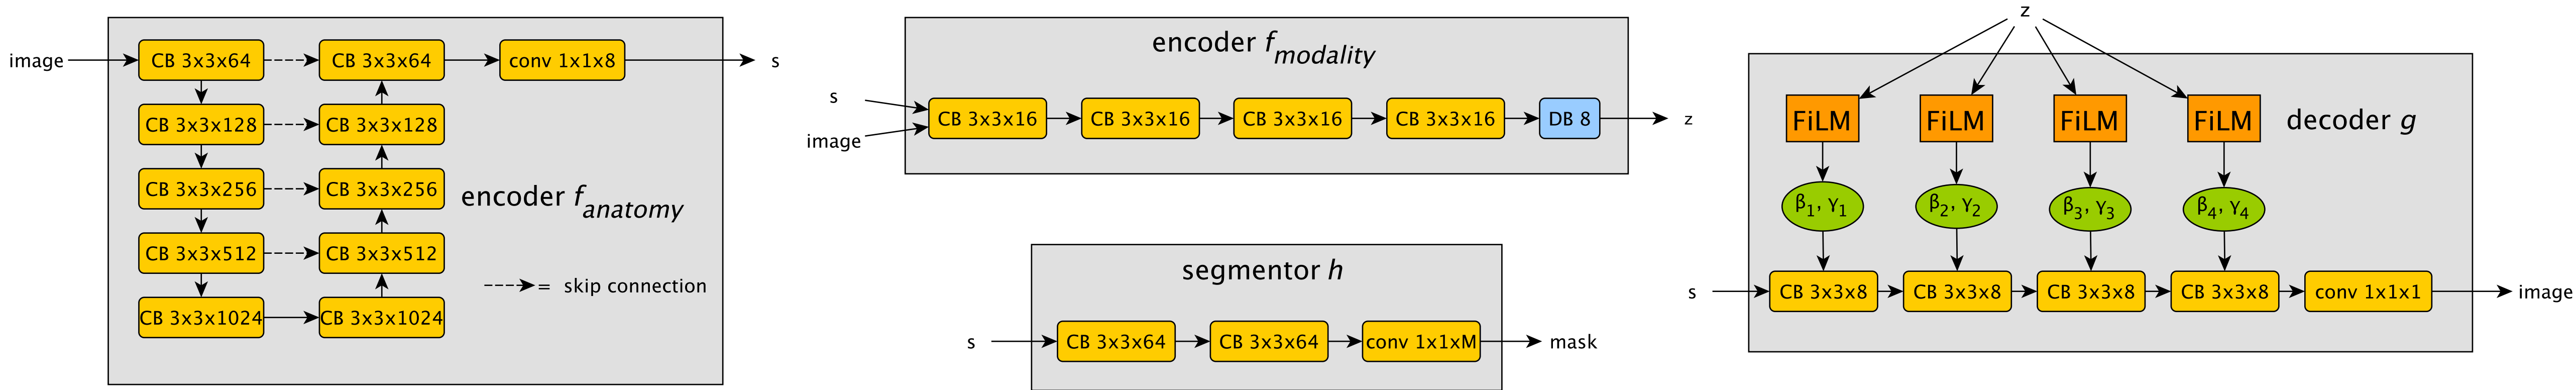 image
CB 3x3x64
CB 3x3x64
conv 1x1x8
s
CB 3x3x128
CB 3x3x128
CB 3x3x256
CB 3x3x256
encoder f anatomy
CB 3x3x512
CB 3x3x512
= skip connection
CB 3x3x1024
CB 3x3x1024
encoder f modality
s
image
CB 3x3x16
CB 3x3x16
CB 3x3x16
CB 3x3x16
DB 8
z
segmentor h
s
CB 3x3x64
CB 3x3x64
conv 1x1xM
mask
z
FiLM
FiLM
FiLM
FiLM
decoder g
β1, γ1
β2, γ2
β3, γ3
β4, γ4
s
CB 3x3x8
CB 3x3x8
CB 3x3x8
CB 3x3x8
conv 1x1x1
image